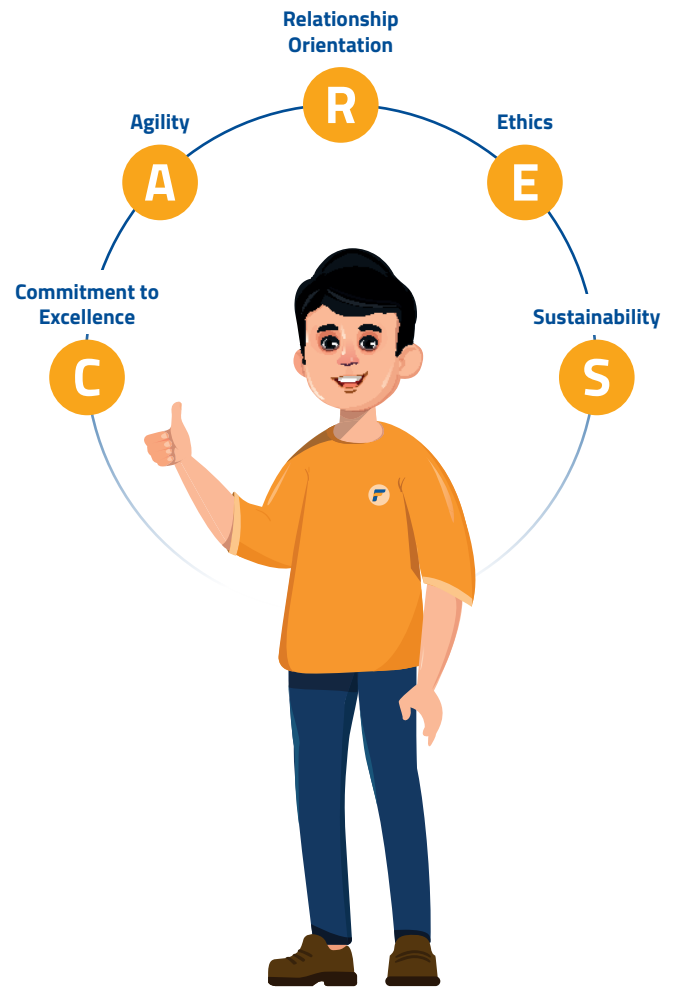 Relationship
Orientation
R
Agility
A
Ethics
E
Commitment to
Excellence
C
Sustainability
S
F